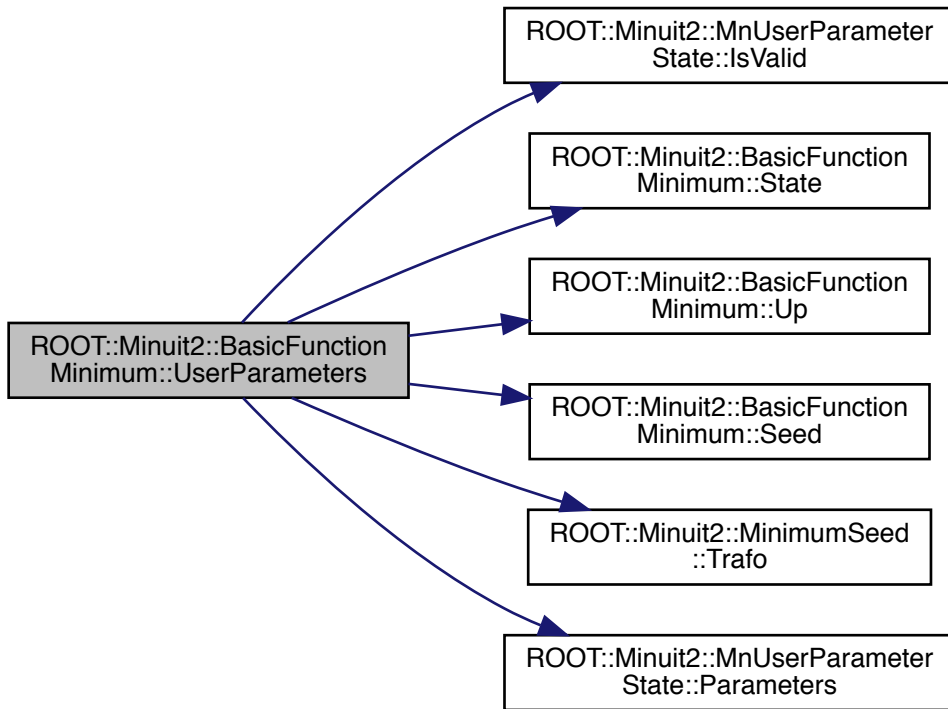 ROOT::Minuit2::MnUserParameter
State::IsValid
ROOT::Minuit2::BasicFunction
Minimum::State
ROOT::Minuit2::BasicFunction
Minimum::Up
ROOT::Minuit2::BasicFunction
Minimum::UserParameters
ROOT::Minuit2::BasicFunction
Minimum::Seed
ROOT::Minuit2::MinimumSeed
::Trafo
ROOT::Minuit2::MnUserParameter
State::Parameters